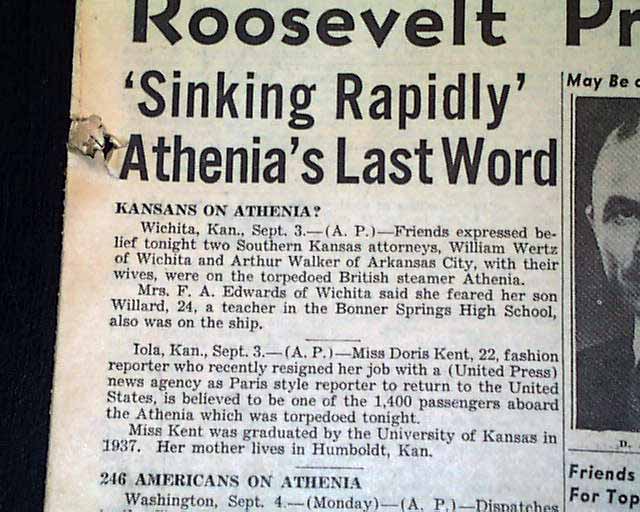 Roosevelt Pr
'Sinking Rapidly'
Athenia's Last Word
KANSANS ON ATHENIA?
Wichita, Kan., Sept. 3.—(A. P.)—Friends expressed be-
lief tonight two Southern Kansas attorneys, William Wertz
of Wichita and Arthur Walker of Arkansas City, with their
wives, were on the torpedoed British steamer Athenia.
Mrs. F. A. Edwards of Wichita said she feared her son
Willard, 24, a teacher in the Bonner Springs High School,
also was on the ship.
Iola, Kan., Sept. 3.—(A. P.)—Miss Doris Kent, 22, fashion
reporter who recently resigned her job with a (United Press)
news agency as Paris style reporter to return to the United
States, is believed to be one of the 1,400 passengers aboard
the Athenia which was torpedoed tonight.
Miss Kent was graduated by the University of Kansas in
1937. Her mother lives in Humboldt, Kan.
246 AMERICANS ON ATHENIA
Washington, Sept. 4.—(Monday)—(A. P.)—Dispatches
May Be
D.
Friends
For Top